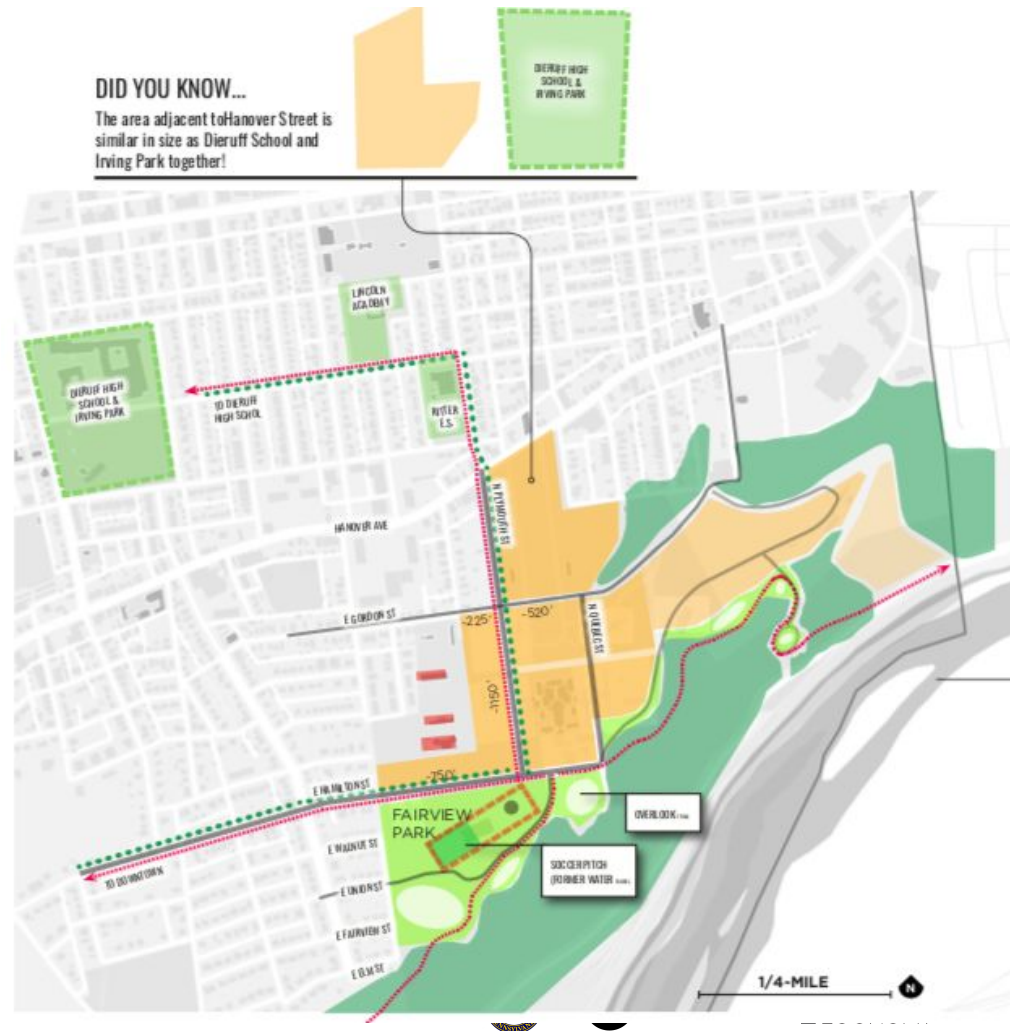 DID YOU KNOW...
The area adjacent toHanover Street is
similar in size as Dieruff School and
Irving Park together!
DIERUFF HIGH
SCHOOL &
IRVING PARK
LINCOLN
ACADEMY
DIERUFF HIGH
SCHOOL &
IRVING PARK
TO DIERUFF
HIGH SCHOL
RITTER
E.S.
N PLYMOUTH ST
HANOVER AVE
E GORDON ST
~225'
~520'
N QUEBEC ST
~1150'
~750'
E HAMILTON ST
FAIRVIEW
PARK
OVERLOOK
E WALNUT ST
SOCCER PITCH
(FORMER WATER
TO DOWNTOWN
E UNION ST
E FAIRVIEW ST
E ELM ST
1/4-MILE
N